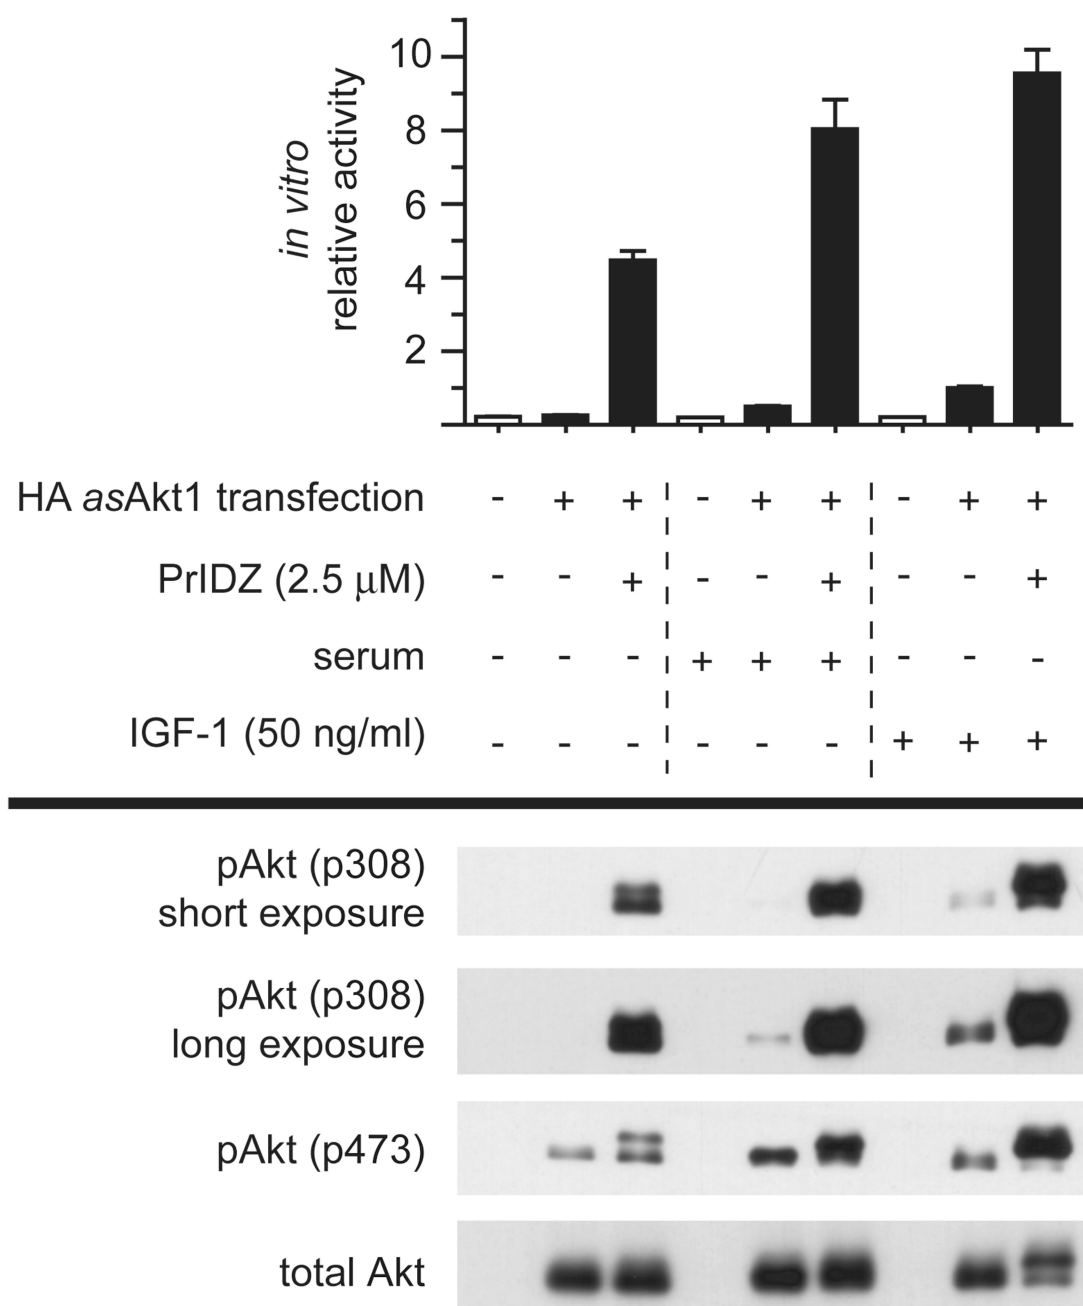 10
8
6
4
2
in vitro
relative activity
HA asAkt1 transfection - + + - + + - + +
PrIDZ (2.5 μM) - - + - - + - - +
serum - - - + + + - - -
IGF-1 (50 ng/ml) - - - - - - + + +
pAkt (p308)
short exposure
pAkt (p308)
long exposure
pAkt (p473)
total Akt